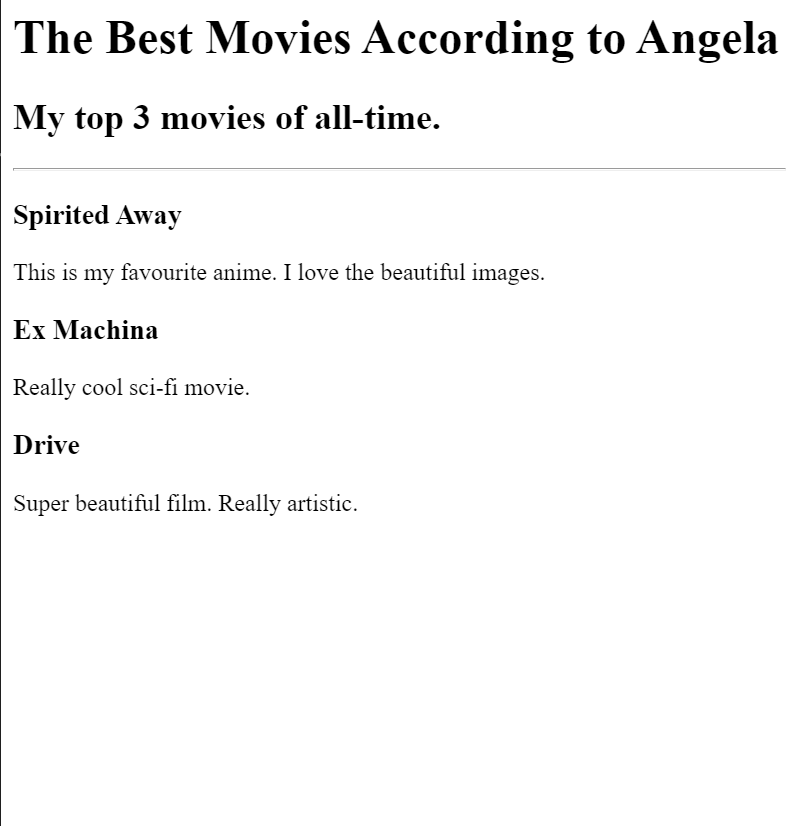 The Best Movies According to Angela
My top 3 movies of all-time.
Spirited Away
This is my favourite anime. I love the beautiful images.
Ex Machina
Really cool sci-fi movie.
Drive
Super beautiful film. Really artistic.